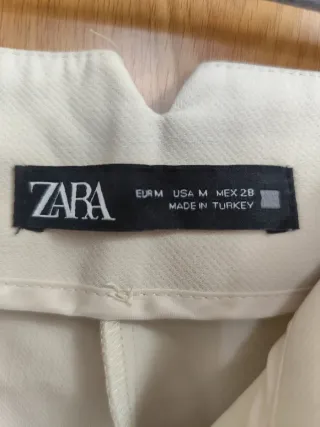 ZARA
EUR M USA M MEX 28
MADE IN TURKEY